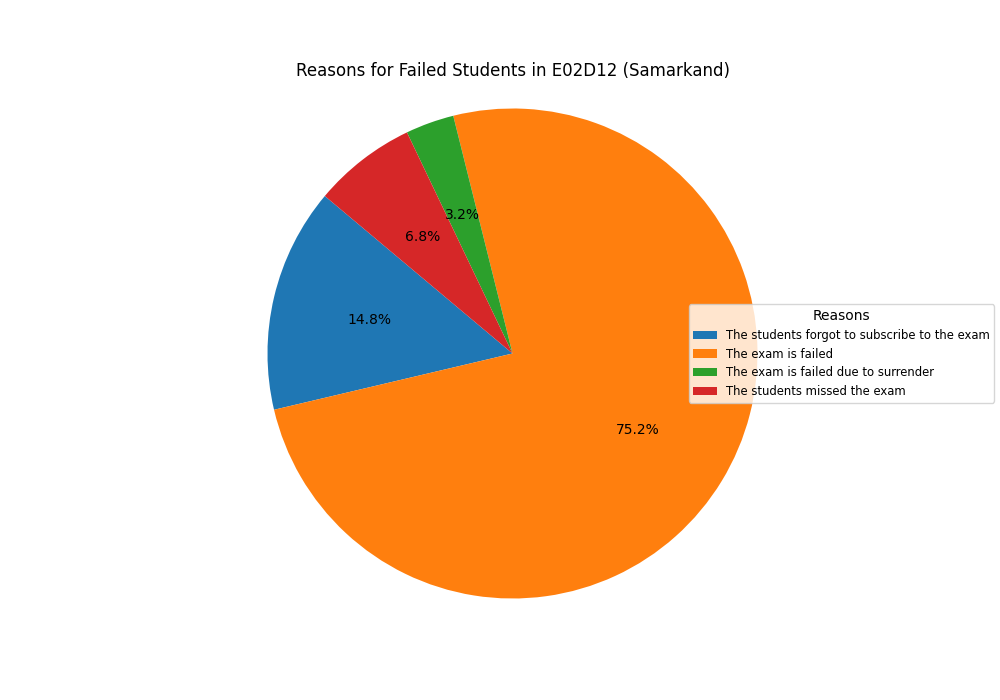 Reasons for Failed Students in E02D12 (Samarkand)
3.2%
6.8%
14.8%
75.2%
Reasons
The students forgot to subscribe to the exam
The exam is failed
The exam is failed due to surrender
The students missed the exam